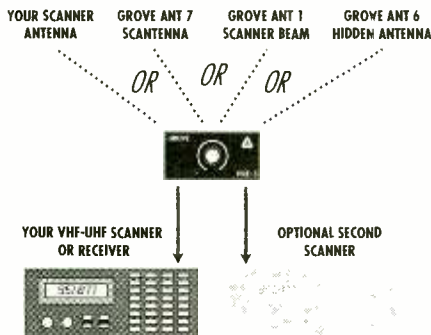 YOUR SCANNER
ANTENNA
GROVE ANT 7
SCANTENNA
GROVE ANT 1
SCANNER BEAM
GROVE ANT 6
HIDDEN ANTENNA
OR
OR
OR
GROVE
YOUR VHF-UHF SCANNER
OR RECEIVER
OPTIONAL SECOND
SCANNER